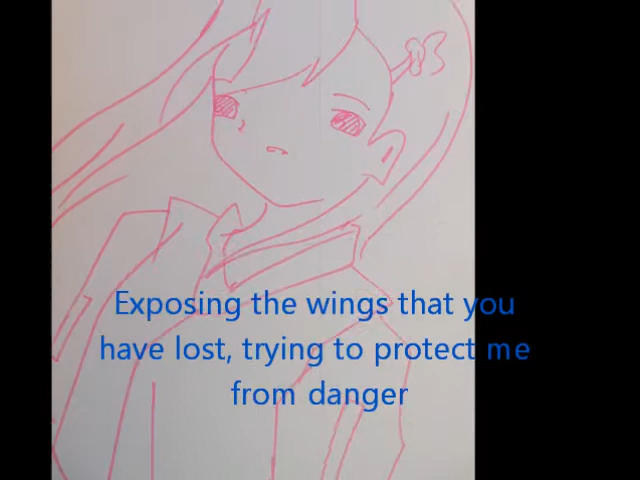 Exposing the wings that you
have lost, trying to protect me
from danger